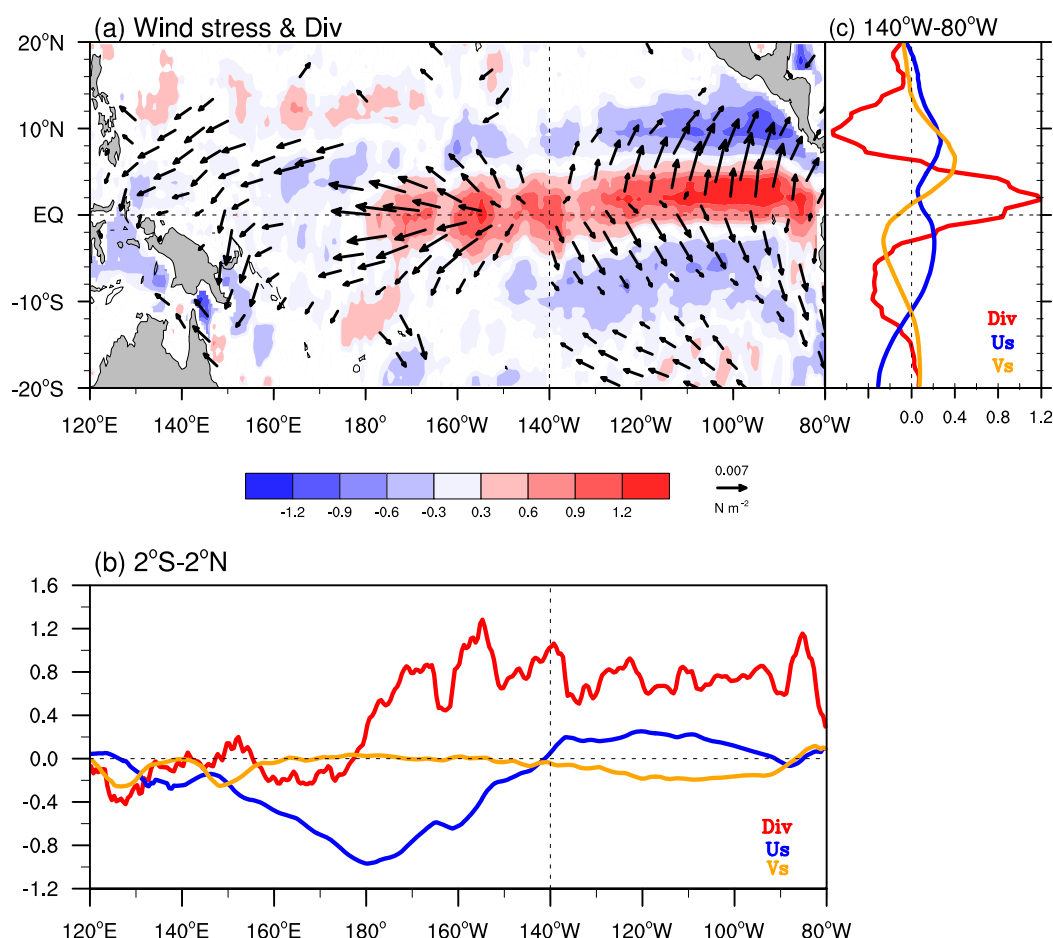 (a) Wind stress & Div
(c) 140°W-80°W
20°N
10°N
EQ
-10°S
-20°S
Div
Us
Vs
120°E 140°E 160°E 180° 160°W 140°W 120°W 100°W 80°W
0.0 0.4 0.8 1.2
-1.2 -0.9 -0.6 -0.3 0.3 0.6 0.9 1.2
0.007
N m⁻²
(b) 2°S-2°N
1.6
1.2
0.8
0.4
0.0
-0.4
-0.8
-1.2
Div
Us
Vs
120°E 140°E 160°E 180° 160°W 140°W 120°W 100°W 80°W